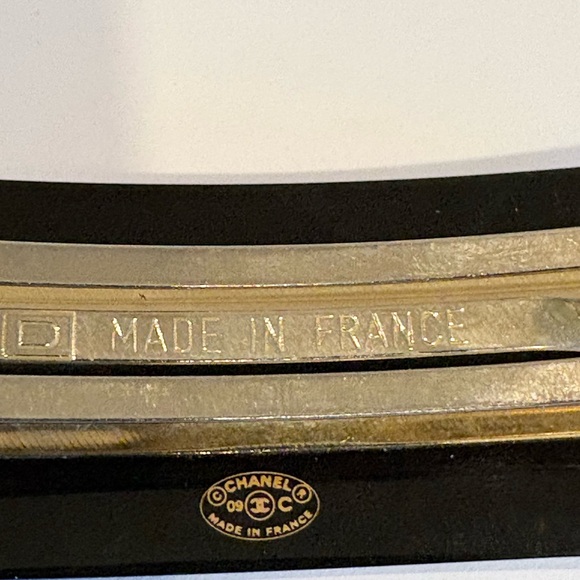 D MADE IN FRANCE
© CHANEL ®
09 C
MADE IN FRANCE